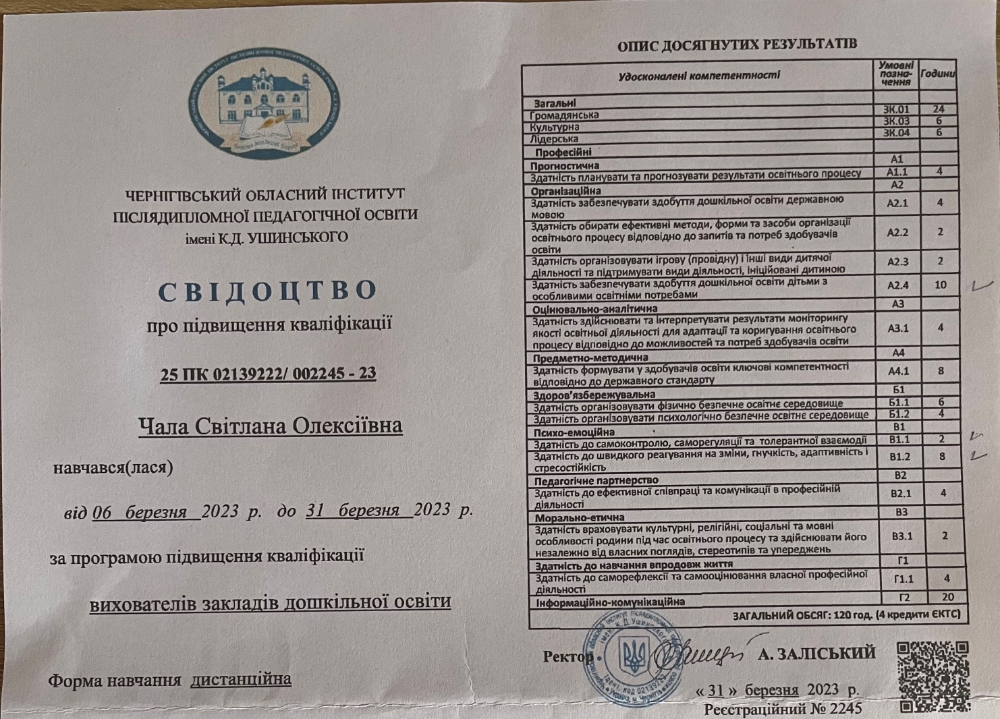 ЧЕРНІГІВСЬКИЙ ОБЛАСНИЙ ІНСТИТУТ
ПІСЛЯДИПЛОМНОЇ ПЕДАГОГІЧНОЇ ОСВІТИ
імені К.Д. УШИНСЬКОГО
СВІДОЦТВО
про підвищення кваліфікації
25 ПК 02139222/ 002245 - 23
Чала Світлана Олексіївна
навчався(лася)
від 06 березня 2023 р. до 31 березня 2023 р.
за програмою підвищення кваліфікації
вихователів закладів дошкільної освіти
Форма навчання дистанційна
ОПИС ДОСЯГНУТИХ РЕЗУЛЬТАТІВ
Удосконалені компетентності
Умовні
позна-
чення
Години
Загальні
Громадянська ЗК.01 24
Культурна ЗК.03 6
Лідерська ЗК.04 6
Професійні
Прогностична А1
Здатність планувати та прогнозувати результати освітнього процесу А1.1 4
Організаційна А2
Здатність забезпечувати здобуття дошкільної освіти державною
мовою А2.1 4
Здатність обирати ефективні методи, форми та засоби організації
освітнього процесу відповідно до запитів та потреб здобувачів А2.2 2
освіти
Здатність організовувати ігрову (провідну) і інші види дитячої
діяльності та підтримувати види діяльності, ініційовані дитиною А2.3 2
Здатність забезпечувати здобуття дошкільної освіти дітьми з
особливими освітніми потребами А2.4 10
Оцінювально-аналітична А3
Здатність здійснювати та інтерпретувати результати моніторингу
якості освітньої діяльності для адаптації та коригування освітнього А3.1 4
процесу відповідно до можливостей та потреб здобувачів освіти
Предметно-методична А4
Здатність формувати у здобувачів освіти ключові компетентності
відповідно до державного стандарту А4.1 8
Здоров'язбережувальна Б1
Здатність організовувати фізично безпечне освітнє середовище Б1.1 6
Здатність організовувати психологічно безпечне освітнє середовище Б1.2 4
Психо-емоційна В1
Здатність до самоконтролю, саморегуляції та толерантної взаємодії В1.1 2
Здатність до швидкого реагування на зміни, гнучкість, адаптивність і
стресостійкість В1.2 8
Педагогічне партнерство В2
Здатність до ефективної співпраці та комунікації в професійній
діяльності В2.1 4
Морально-етична В3
Здатність враховувати культурні, релігійні, соціальні та мовні
особливості родини під час освітнього процесу та здійснювати його В3.1 2
незалежно від власних поглядів, стереотипів та упереджень
Здатність до навчання впродовж життя Г1
Здатність до саморефлексії та самооцінювання власної професійної
діяльності Г1.1 4
Інформаційно-комунікаційна Г2 20
ЗАГАЛЬНИЙ ОБСЯГ: 120 год. (4 кредити ЄКТС)
Ректор А. ЗАЛІСЬКИЙ
« 31 » березня 2023 р.
Реєстраційний № 2245